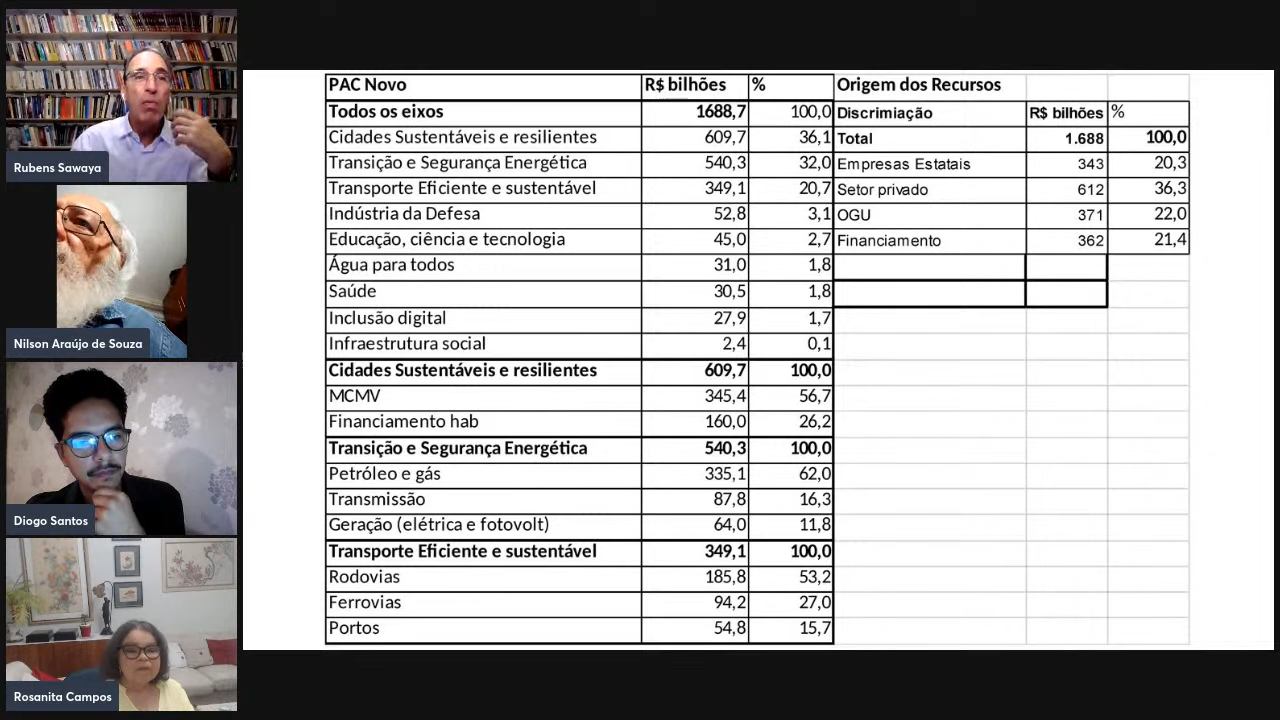 Rubens Sawaya
Nilson Araújo de Souza
Diogo Santos
Rosanita Campos
PAC Novo R$ bilhões %
Todos os eixos 1688,7 100,0
Cidades Sustentáveis e resilientes 609,7 36,1
Transição e Segurança Energética 540,3 32,0
Transporte Eficiente e sustentável 349,1 20,7
Indústria da Defesa 52,8 3,1
Educação, ciência e tecnologia 45,0 2,7
Água para todos 31,0 1,8
Saúde 30,5 1,8
Inclusão digital 27,9 1,7
Infraestrutura social 2,4 0,1
Cidades Sustentáveis e resilientes 609,7 100,0
MCMV 345,4 56,7
Financiamento hab 160,0 26,2
Transição e Segurança Energética 540,3 100,0
Petróleo e gás 335,1 62,0
Transmissão 87,8 16,3
Geração (elétrica e fotovolt) 64,0 11,8
Transporte Eficiente e sustentável 349,1 100,0
Rodovias 185,8 53,2
Ferrovias 94,2 27,0
Portos 54,8 15,7
Origem dos Recursos
Discrimiação R$ bilhões %
Total 1.688 100,0
Empresas Estatais 343 20,3
Setor privado 612 36,3
OGU 371 22,0
Financiamento 362 21,4